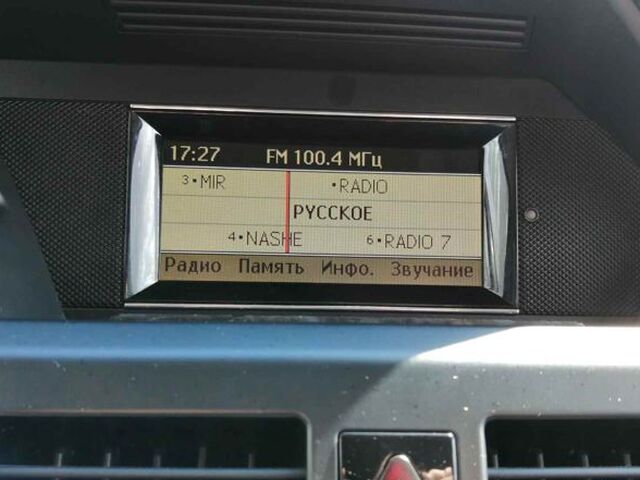 17:27 FM 100.4 МГц
3•MIR •RADIO
РУССКОЕ
4•NASHE 6•RADIO 7
Радио Память Инфо. Звучание